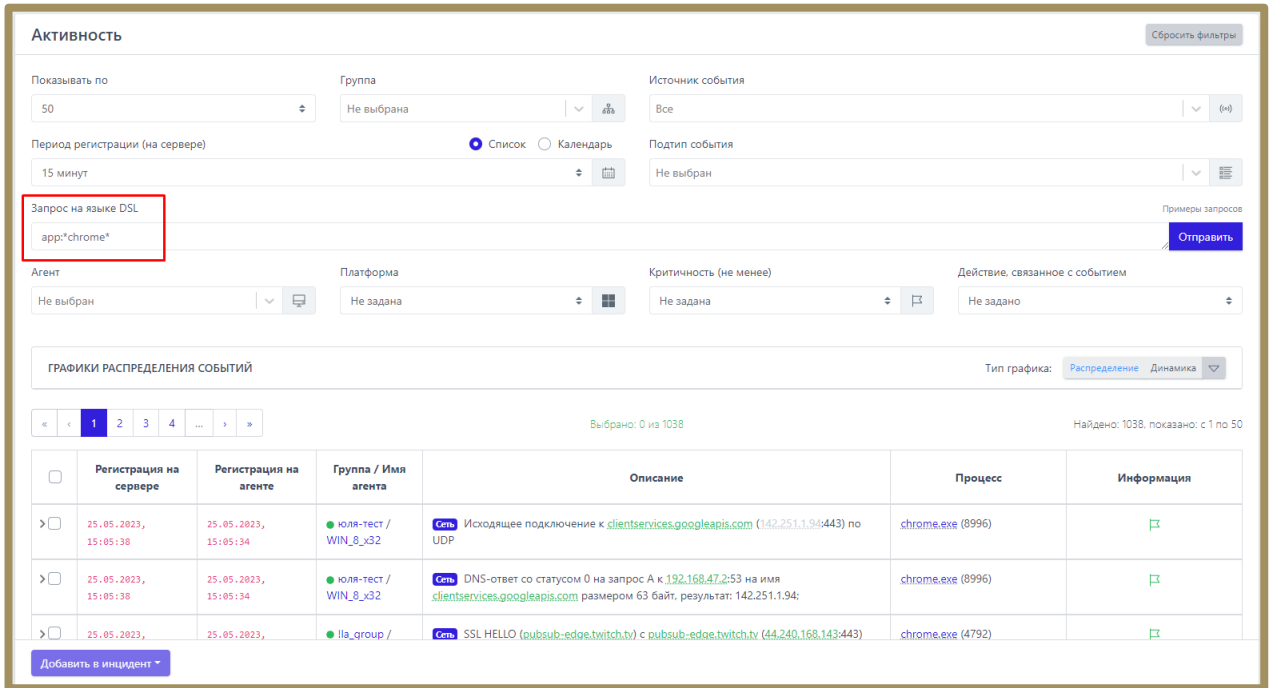 Активность
Сбросить фильтры
Показывать по
Группа
Источник события
50
Не выбрана
Все
Период регистрации (на сервере)
Список
Календарь
Подтип события
15 минут
Не выбран
Запрос на языке DSL
Примеры запросов
app:*chrome*
Отправить
Агент
Платформа
Критичность (не менее)
Действие, связанное с событием
Не выбран
Не задана
Не задана
Не задано
ГРАФИКИ РАСПРЕДЕЛЕНИЯ СОБЫТИЙ
Тип графика:
Распределение
Динамика
« ‹ 1 2 3 4 ... › »
Выбрано: 0 из 1038
Найдено: 1038, показано: с 1 по 50
Регистрация на
сервере
Регистрация на
агенте
Группа / Имя
агента
Описание
Процесс
Информация
25.05.2023,
15:05:38
25.05.2023,
15:05:34
юля-тест /
WIN_8_x32
Сеть Исходящее подключение к clientservices.googleapis.com (142.251.1.94:443) по
UDP
chrome.exe (8996)
25.05.2023,
15:05:38
25.05.2023,
15:05:34
юля-тест /
WIN_8_x32
Сеть DNS-ответ со статусом 0 на запрос A к 192.168.47.2:53 на имя
clientservices.googleapis.com размером 63 байт, результат: 142.251.1.94;
chrome.exe (8996)
25.05.2023,
25.05.2023,
!la_group /
Сеть SSL HELLO (pubsub-edge.twitch.tv) с pubsub-edge.twitch.tv (44.240.168.143:443)
chrome.exe (4792)
Добавить в инцидент